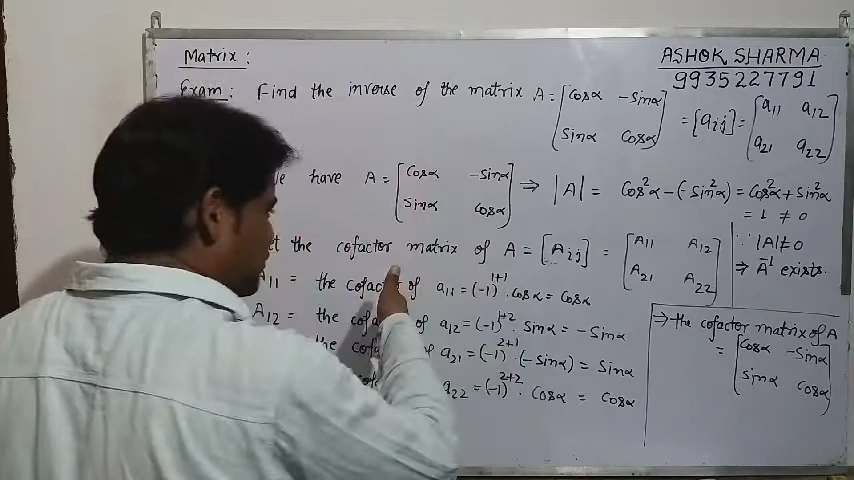 Matrix:
ASHOK SHARMA
9935227791
Exam: Find the inverse of the matrix A = [cosα -sinα; sinα cosα] = [aij] = [a11 a12; a21 a22]
have A = [cosα -sinα; sinα cosα] ⇒ |A| = cos²α-(-sin²α) = cos²α+sin²α
= 1 ≠ 0
the cofactor matrix of A = [Aij] = [A11 A12; A21 A22]
∵ |A|≠0
⇒ A⁻¹ exists.
A11 = the cofactor of a11 = (-1)^1+1 . cosα = cosα
A12 = the of a12 = (-1)^1+2 . sinα = -sinα
the of a21 = (-1)^2+1 . (-sinα) = sinα
a22 = (-1)^2+2 . cosα = cosα
⇒ the cofactor matrix of A
= [cosα -sinα; sinα cosα]